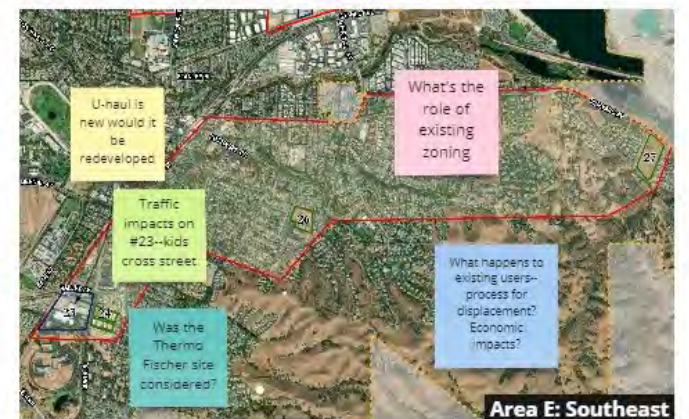 U-haul is
new would it
be
redeveloped
What's the
role of
existing
zoning
Traffic
impacts on
#23--kids
cross street
What happens to
existing users--
process for
displacement?
Economic
impacts?
Was the
Thermo
Fischer site
considered?
27
23
Area E: Southeast